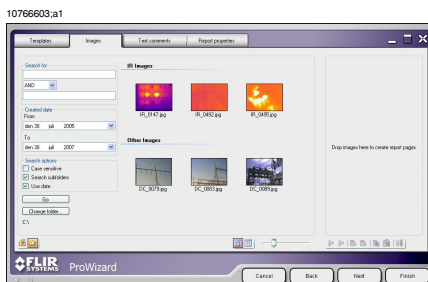 10766603;a1
Templates
Images
Text comments
Report properties
Search for
AND
Created date
From
den 30 juli 2005
To
den 30 juli 2007
Search options
Case sensitive
Search subfolders
Use date
Go
Change folder...
C:\
IR Images
IR_0147.jpg
IR_0492.jpg
IR_0495.jpg
Other Images
DC_0079.jpg
DC_0083.jpg
DC_0089.jpg
Drop images here to create report pages
FLIR
SYSTEMS
ProWizard
Cancel
Back
Next
Finish